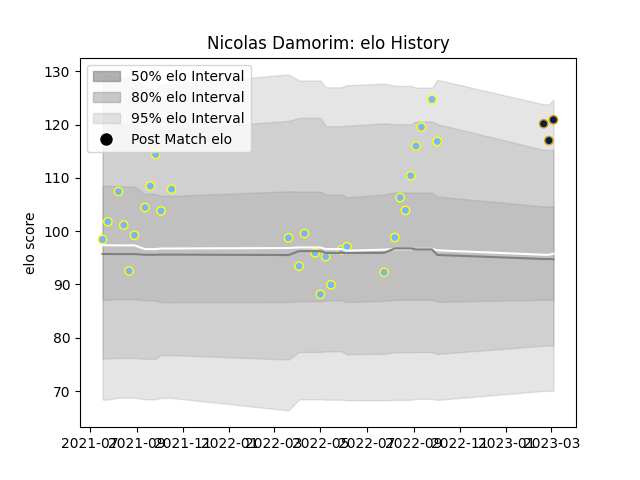 Nicolas Damorim: elo History
50% elo Interval
80% elo Interval
95% elo Interval
Post Match elo
elo score
130
120
110
100
90
80
70
2021-07 2021-09 2021-11 2022-01 2022-03 2022-05 2022-07 2022-09 2022-11 2023-01 2023-03